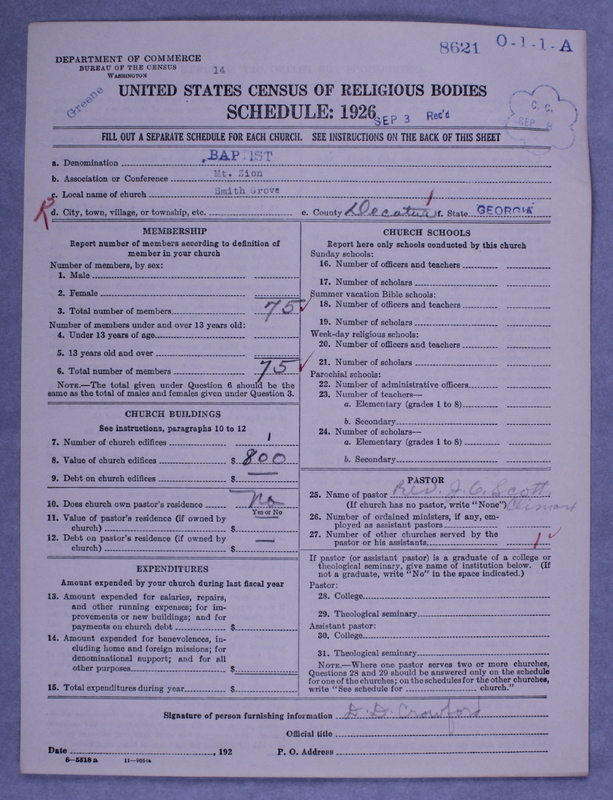 8621 O-1-1-A
DEPARTMENT OF COMMERCE
BUREAU OF THE CENSUS
WASHINGTON
14
Greene
UNITED STATES CENSUS OF RELIGIOUS BODIES
SCHEDULE: 1926
SEP 3 Rec'd
C. C.
SEP
FILL OUT A SEPARATE SCHEDULE FOR EACH CHURCH. SEE INSTRUCTIONS ON THE BACK OF THIS SHEET
a. Denomination BAP IST
b. Association or Conference Mt. Zion
c. Local name of church Smith Grove
R d. City, town, village, or township, etc. e. County Decatur f. State GEORGIA
MEMBERSHIP
Report number of members according to definition of
member in your church
Number of members, by sex:
1. Male
2. Female
3. Total number of members 75
Number of members under and over 13 years old:
4. Under 13 years of age
5. 13 years old and over
6. Total number of members 75
NOTE.—The total given under Question 6 should be the
same as the total of males and females given under Question 3.
CHURCH BUILDINGS
See instructions, paragraphs 10 to 12
7. Number of church edifices 1
8. Value of church edifices $ 800
9. Debt on church edifices $ —
10. Does church own pastor's residence? No
Yes or No
11. Value of pastor's residence (if owned by
church) $ —
12. Debt on pastor's residence (if owned by
church) $ —
EXPENDITURES
Amount expended by your church during last fiscal year
13. Amount expended for salaries, repairs,
and other running expenses; for im-
provements or new buildings; and for
payments on church debt $
14. Amount expended for benevolences, in-
cluding home and foreign missions; for
denominational support; and for all
other purposes $
15. Total expenditures during year $
CHURCH SCHOOLS
Report here only schools conducted by this church
Sunday schools:
16. Number of officers and teachers
17. Number of scholars
Summer vacation Bible schools:
18. Number of officers and teachers
19. Number of scholars
Week-day religious schools:
20. Number of officers and teachers
21. Number of scholars
Parochial schools:
22. Number of administrative officers
23. Number of teachers—
a. Elementary (grades 1 to 8)
b. Secondary
24. Number of scholars—
a. Elementary (grades 1 to 8)
b. Secondary
PASTOR
25. Name of pastor Rev. J. C. Scott
(If church has no pastor, write "None")
26. Number of ordained ministers, if any, em-
ployed as assistant pastors
27. Number of other churches served by the
pastor or his assistants 1
If pastor (or assistant pastor) is a graduate of a college or
theological seminary, give name of institution below. (If
not a graduate, write "No" in the space indicated.)
Pastor:
28. College
29. Theological seminary
Assistant pastor:
30. College
31. Theological seminary
NOTE.—Where one pastor serves two or more churches,
Questions 28 and 29 should be answered only on the schedule
for one of the churches; on the schedules for the other churches,
write "See schedule for church."
Signature of person furnishing information D. D. Crawford
Official title
Date , 192 P. O. Address
6—5518 a 11—9554a